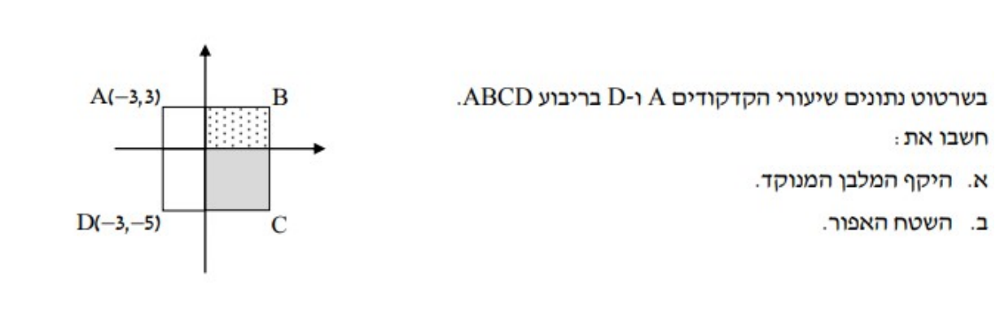 בשרטוט נתונים שיעורי הקדקודים A ו-D בריבוע ABCD.
חשבו את:
א. היקף המלבן המנוקד.
ב. השטח האפור.
A(−3,3)
B
D(−3,−5)
C